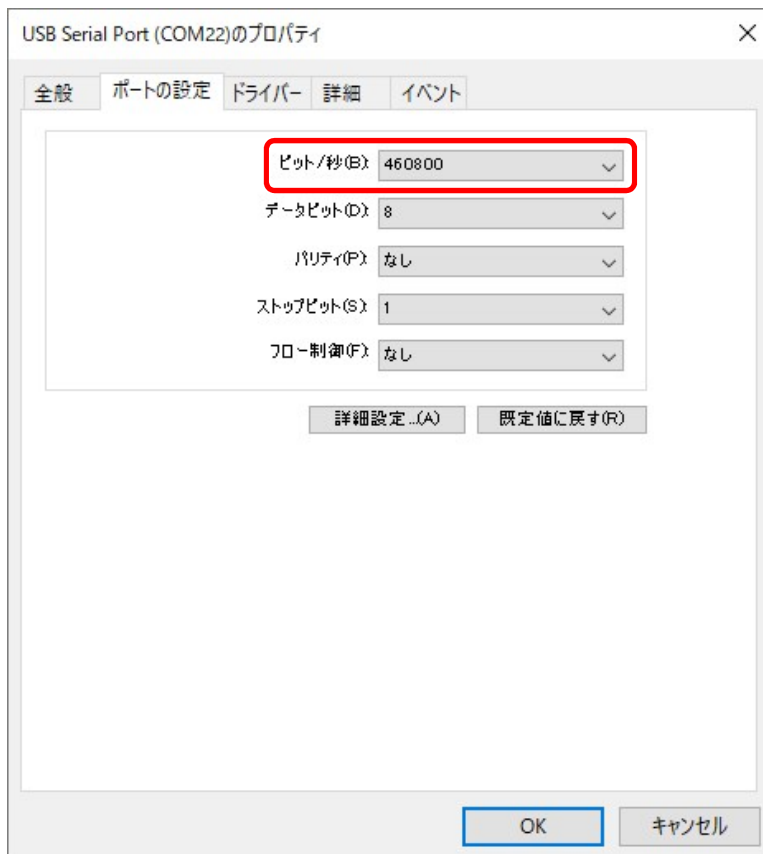 USB Serial Port (COM22)のプロパティ
全般 ポートの設定 ドライバー 詳細 イベント
ビット/秒(B): 460800
データ ビット(D): 8
パリティ(P): なし
ストップ ビット(S): 1
フロー制御(F): なし
詳細設定...(A) 既定値に戻す(R)
OK キャンセル